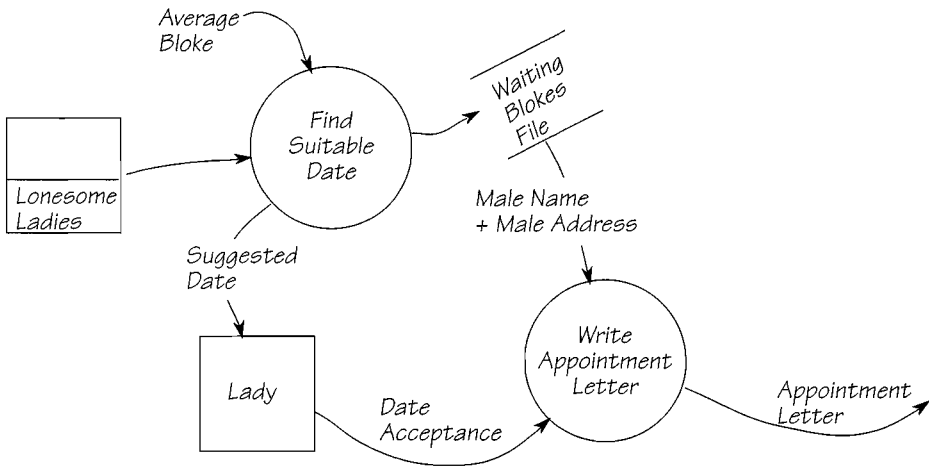 Average
Bloke
Find
Suitable
Date
Waiting
Blokes
File
Lonesome
Ladies
Male Name
+ Male Address
Suggested
Date
Lady
Write
Appointment
Letter
Date
Acceptance
Appointment
Letter